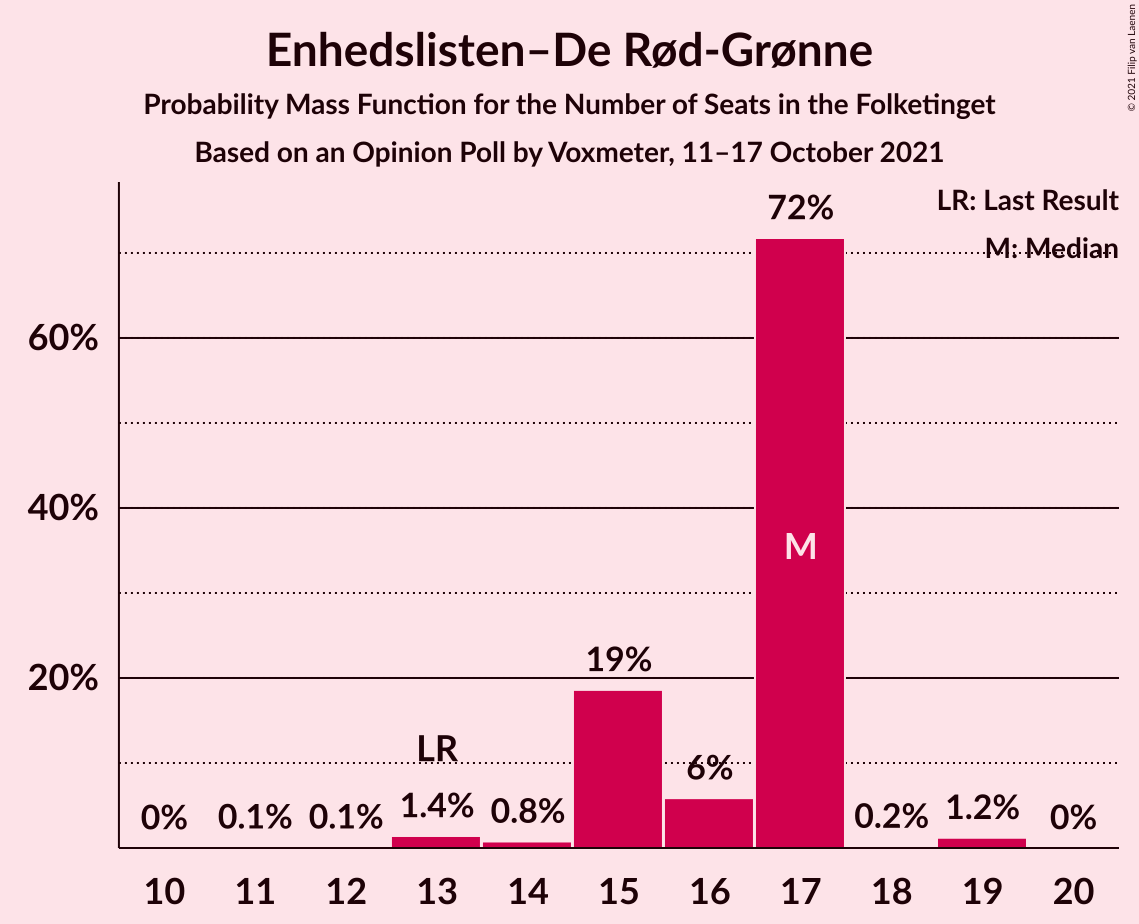 Enhedslisten–De Rød-Grønne
Probability Mass Function for the Number of Seats in the Folketinget
Based on an Opinion Poll by Voxmeter, 11–17 October 2021
© 2021 Filip van Laenen
LR: Last Result
M: Median
72%
60%
40%
M
20%
19%
LR
6%
0%
0.1%
0.1%
1.4%
0.8%
0.2%
1.2%
0%
10 11 12 13 14 15 16 17 18 19 20